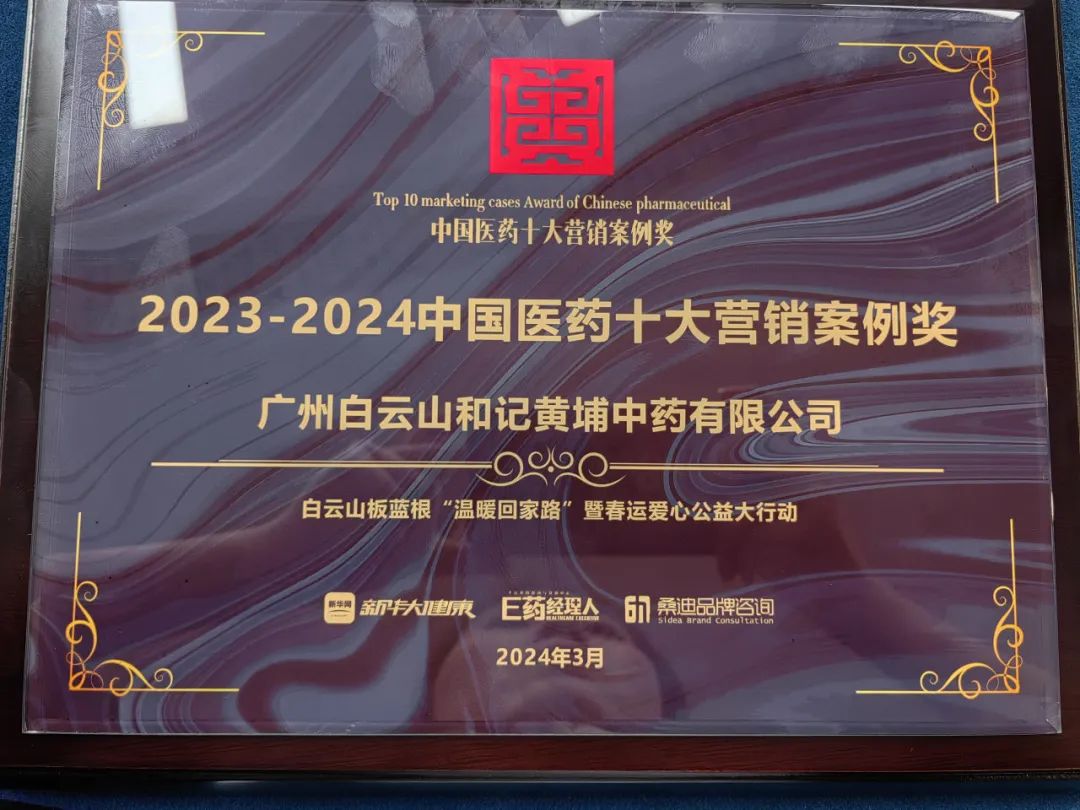 Top 10 marketing cases Award of Chinese pharmaceutical
中国医药十大营销案例奖
2023-2024中国医药十大营销案例奖
广州白云山和记黄埔中药有限公司
白云山板蓝根“温暖回家路”暨春运爱心公益大行动
新华网 新华大健康 E药经理人 HEALTHCARE EXECUTIVE 桑迪品牌咨询 Sidea Brand Consultation
2024年3月